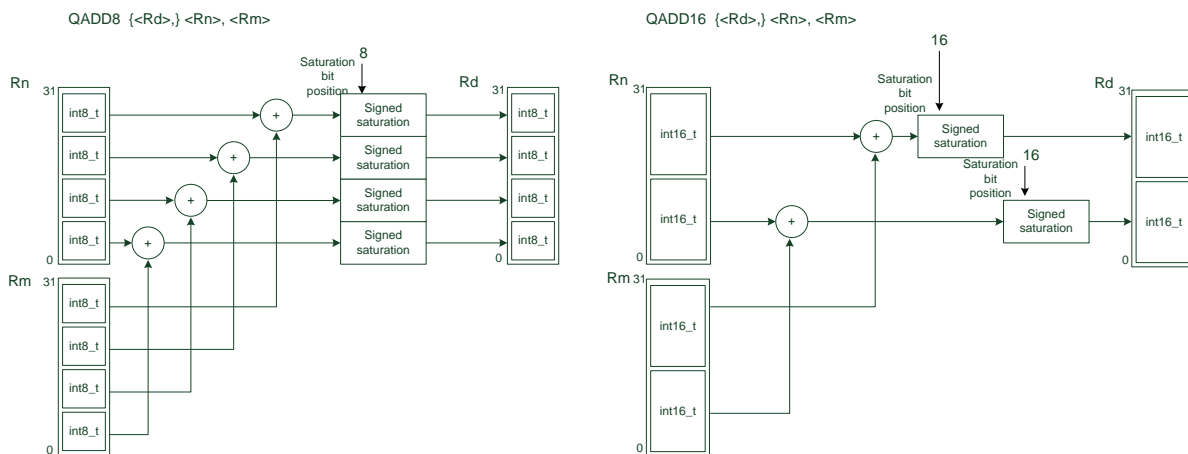 QADD8 {<Rd>,} <Rn>, <Rm>
Rn
31
int8_t
int8_t
int8_t
int8_t
0
Rm
31
int8_t
int8_t
int8_t
int8_t
0
+
+
+
+
Saturation
bit
position
8
Signed
saturation
Signed
saturation
Signed
saturation
Signed
saturation
Rd
31
int8_t
int8_t
int8_t
int8_t
0
QADD16 {<Rd>,} <Rn>, <Rm>
Rn
31
int16_t
int16_t
0
Rm
31
int16_t
int16_t
0
+
+
16
Saturation
bit
position
Signed
saturation
16
Saturation
bit
position
Signed
saturation
Rd
31
int16_t
int16_t
0